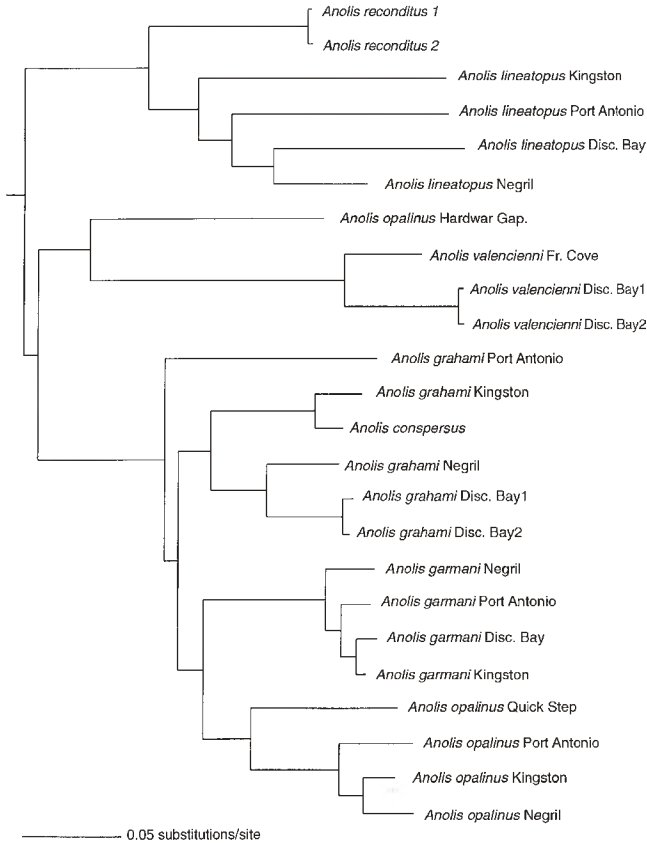 Anolis reconditus 1
Anolis reconditus 2
Anolis lineatopus Kingston
Anolis lineatopus Port Antonio
Anolis lineatopus Disc. Bay
Anolis lineatopus Negril
Anolis opalinus Hardwar Gap.
Anolis valencienni Fr. Cove
Anolis valencienni Disc. Bay1
Anolis valencienni Disc. Bay2
Anolis grahami Port Antonio
Anolis grahami Kingston
Anolis conspersus
Anolis grahami Negril
Anolis grahami Disc. Bay1
Anolis grahami Disc. Bay2
Anolis garmani Negril
Anolis garmani Port Antonio
Anolis garmani Disc. Bay
Anolis garmani Kingston
Anolis opalinus Quick Step
Anolis opalinus Port Antonio
Anolis opalinus Kingston
Anolis opalinus Negril
0.05 substitutions/site